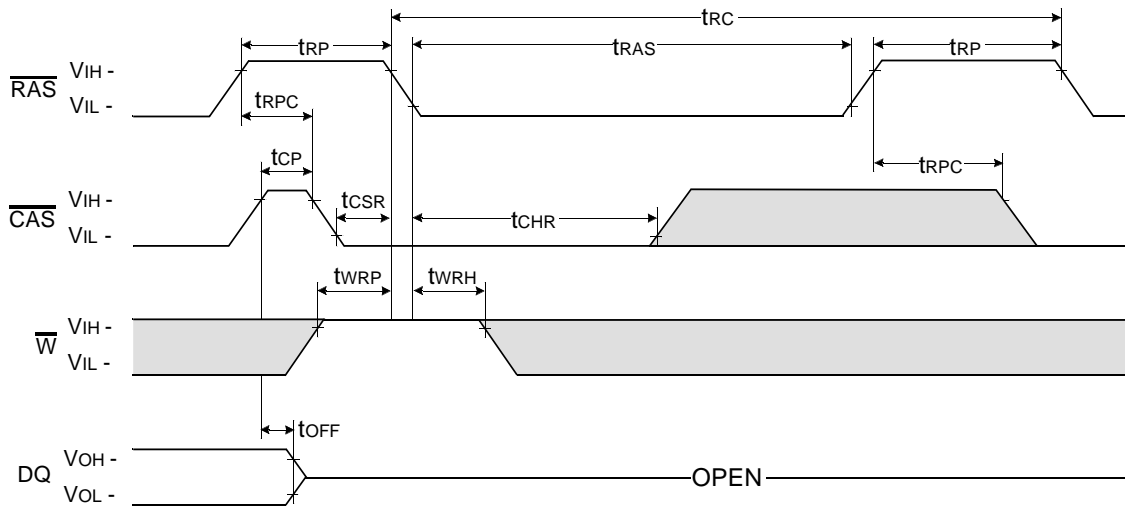 tRC
tRP
tRAS
tRP
RAS
VIH -
VIL -
tRPC
tRPC
tCP
tCSR
tCHR
CAS
VIH -
VIL -
tWRP
tWRH
W
VIH -
VIL -
tOFF
DQ
VOH -
VOL -
OPEN